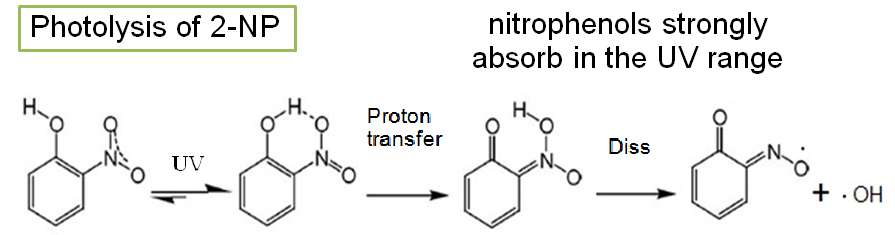 Photolysis of 2-NP
nitrophenols strongly
absorb in the UV range
H
O
O
N
O
UV
H
O
O
N
O
Proton
transfer
H
O
O
N
O
Diss
O
N
O
+ · OH